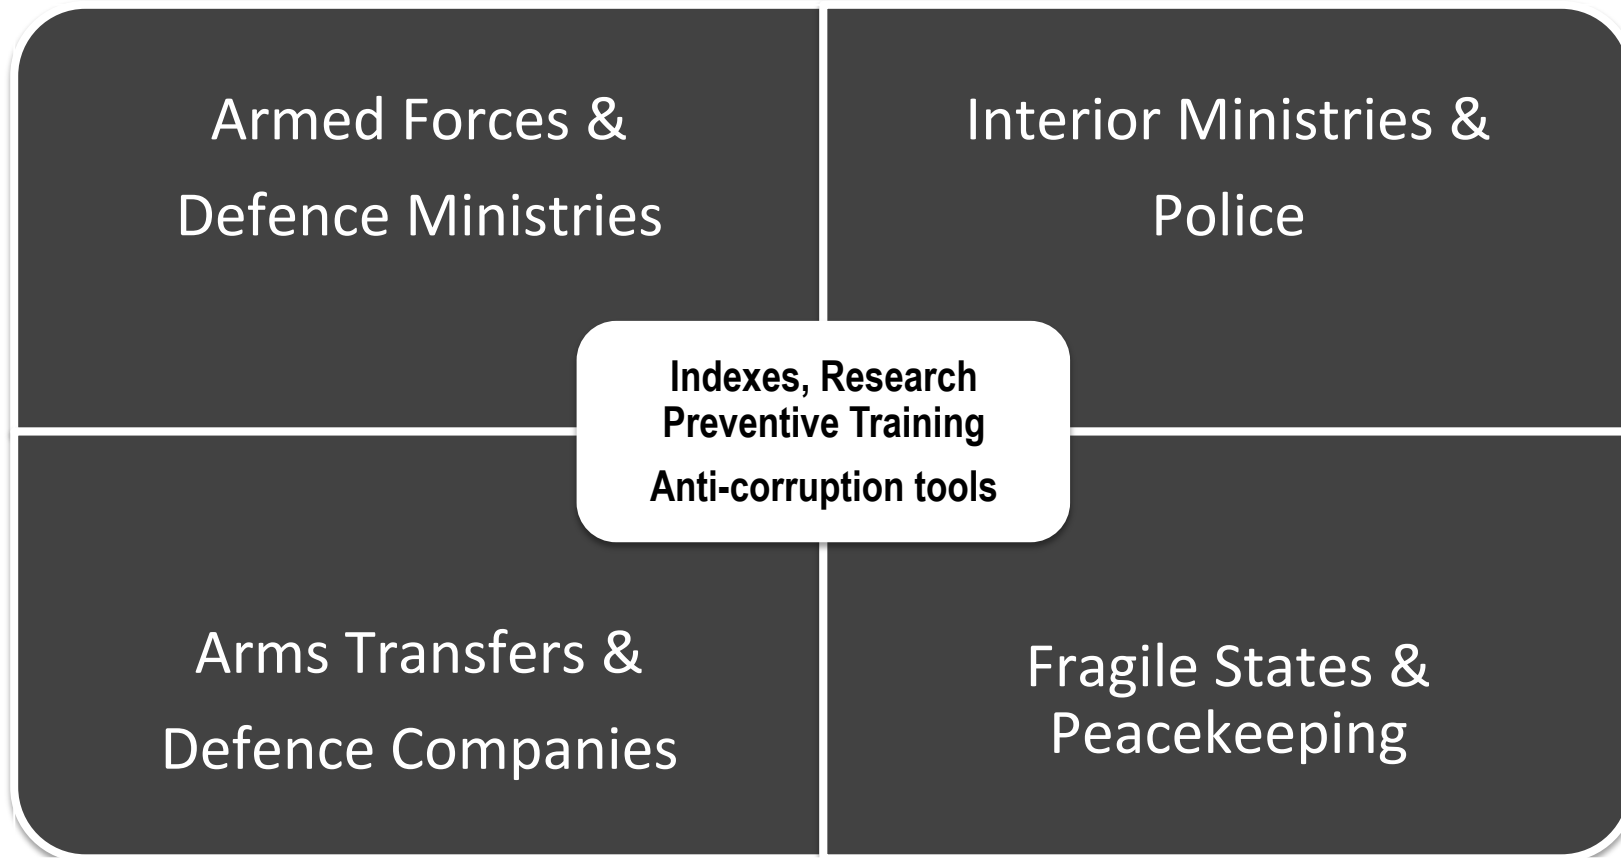 Armed Forces &
Defence Ministries
Interior Ministries &
Police
Indexes, Research
Preventive Training
Anti-corruption tools
Arms Transfers &
Defence Companies
Fragile States &
Peacekeeping